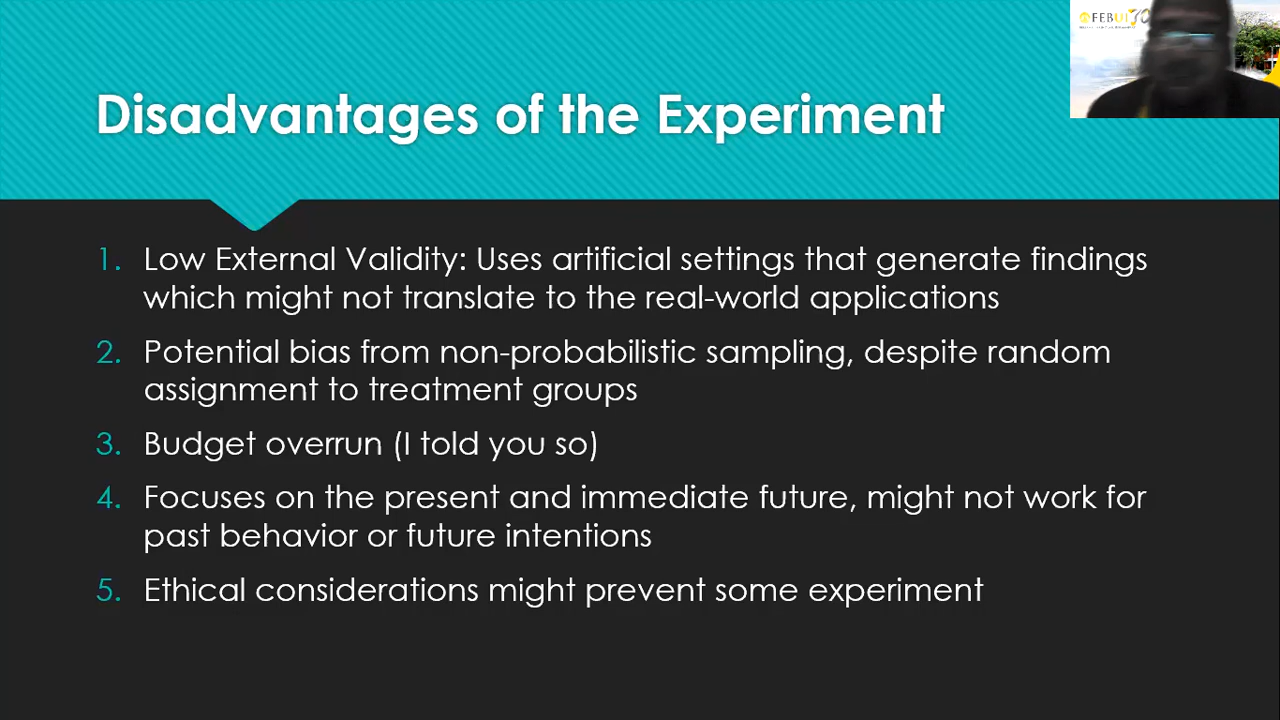 FEBUI
Disadvantages of the Experiment
1. Low External Validity: Uses artificial settings that generate findings
which might not translate to the real-world applications
2. Potential bias from non-probabilistic sampling, despite random
assignment to treatment groups
3. Budget overrun (I told you so)
4. Focuses on the present and immediate future, might not work for
past behavior or future intentions
5. Ethical considerations might prevent some experiment